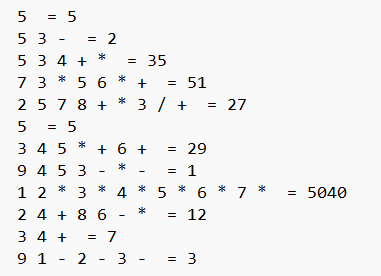 5  = 5
5 3 -  = 2
5 3 4 + *  = 35
7 3 * 5 6 * +  = 51
2 5 7 8 + * 3 / +  = 27
5  = 5
3 4 5 * + 6 +  = 29
9 4 5 3 - * -  = 1
1 2 * 3 * 4 * 5 * 6 * 7 *  = 5040
2 4 + 8 6 - *  = 12
3 4 +  = 7
9 1 - 2 - 3 -  = 3